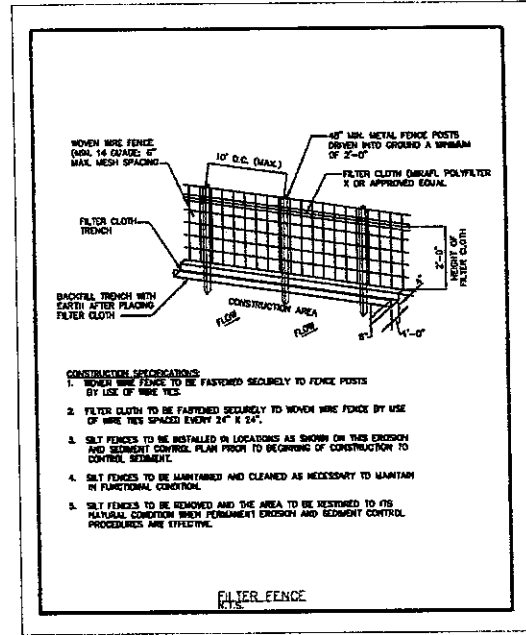 WOVEN WIRE FENCE
(MIN. 14 GUAGE; 6"
MAX. MESH SPACING
10' O.C. (MAX.)
48" MIN. METAL FENCE POSTS
DRIVEN INTO GROUND A MINIMUM
OF 2'-0"
FILTER CLOTH (MIRAFI, POLYFILTER
X OR APPROVED EQUAL
FILTER CLOTH
TRENCH
2'-0"
HEIGHT OF
FILTER CLOTH
BACKFILL TRENCH WITH
EARTH AFTER PLACING
FILTER CLOTH
CONSTRUCTION AREA
FLOW
FLOW
8"
1'-0"
CONSTRUCTION SPECIFICATIONS:
1. WOVEN WIRE FENCE TO BE FASTENED SECURELY TO FENCE POSTS
BY USE OF WIRE TIES.
2. FILTER CLOTH TO BE FASTENED SECURELY TO WOVEN WIRE FENCE BY USE
OF WIRE TIES SPACED EVERY 24" X 24".
3. SILT FENCES TO BE INSTALLED IN LOCATIONS AS SHOWN ON THIS EROSION
AND SEDIMENT CONTROL PLAN PRIOR TO BEGINNING OF CONSTRUCTION TO
CONTROL SEDIMENT.
4. SILT FENCES TO BE MAINTAINED AND CLEANED AS NECESSARY TO MAINTAIN
IN FUNCTIONAL CONDITION.
5. SILT FENCES TO BE REMOVED AND THE AREA TO BE RESTORED TO ITS
NATURAL CONDITION WHEN PERMANENT EROSION AND SEDIMENT CONTROL
PROCEDURES ARE EFFECTIVE.
FILTER FENCE
N.T.S.